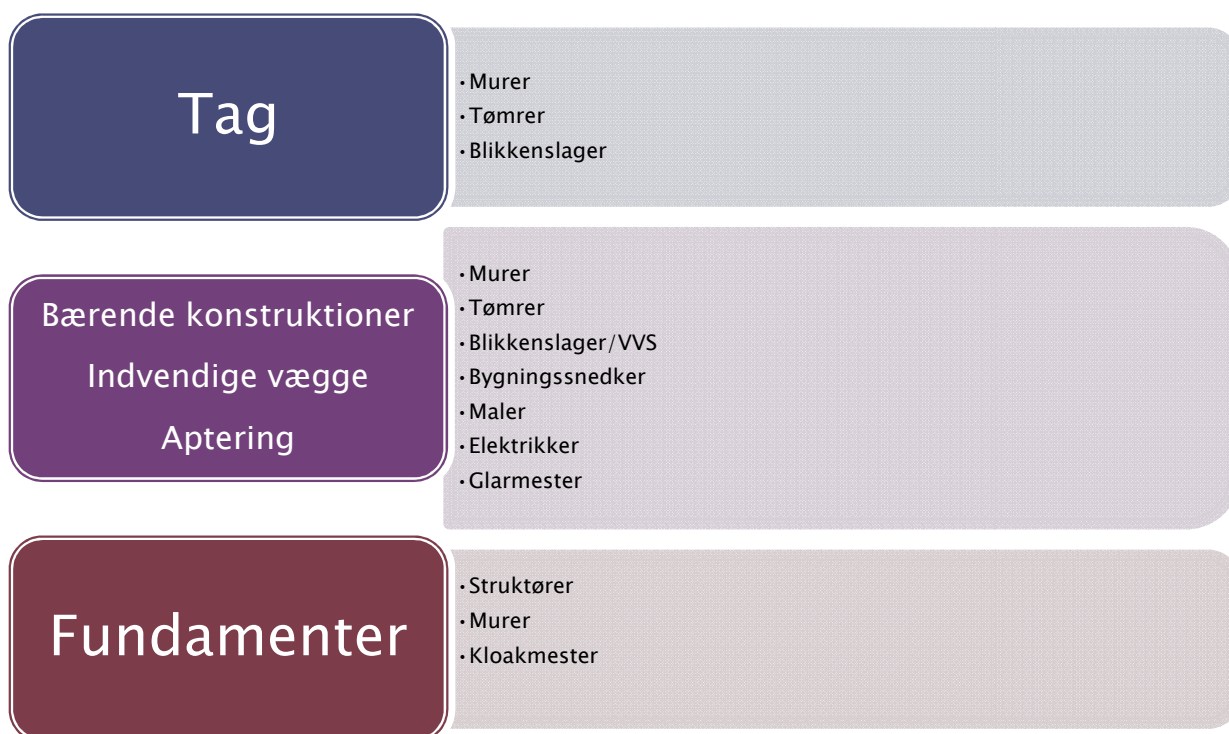 Tag
•Murer
•Tømrer
•Blikkenslager
Bærende konstruktioner
Indvendige vægge
Aptering
•Murer
•Tømrer
•Blikkenslager/VVS
•Bygningssnedker
•Maler
•Elektrikker
•Glarmester
Fundamenter
•Struktører
•Murer
•Kloakmester